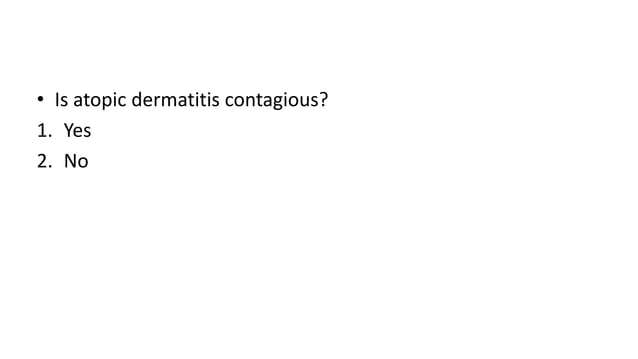 • Is atopic dermatitis contagious?
1. Yes
2. No